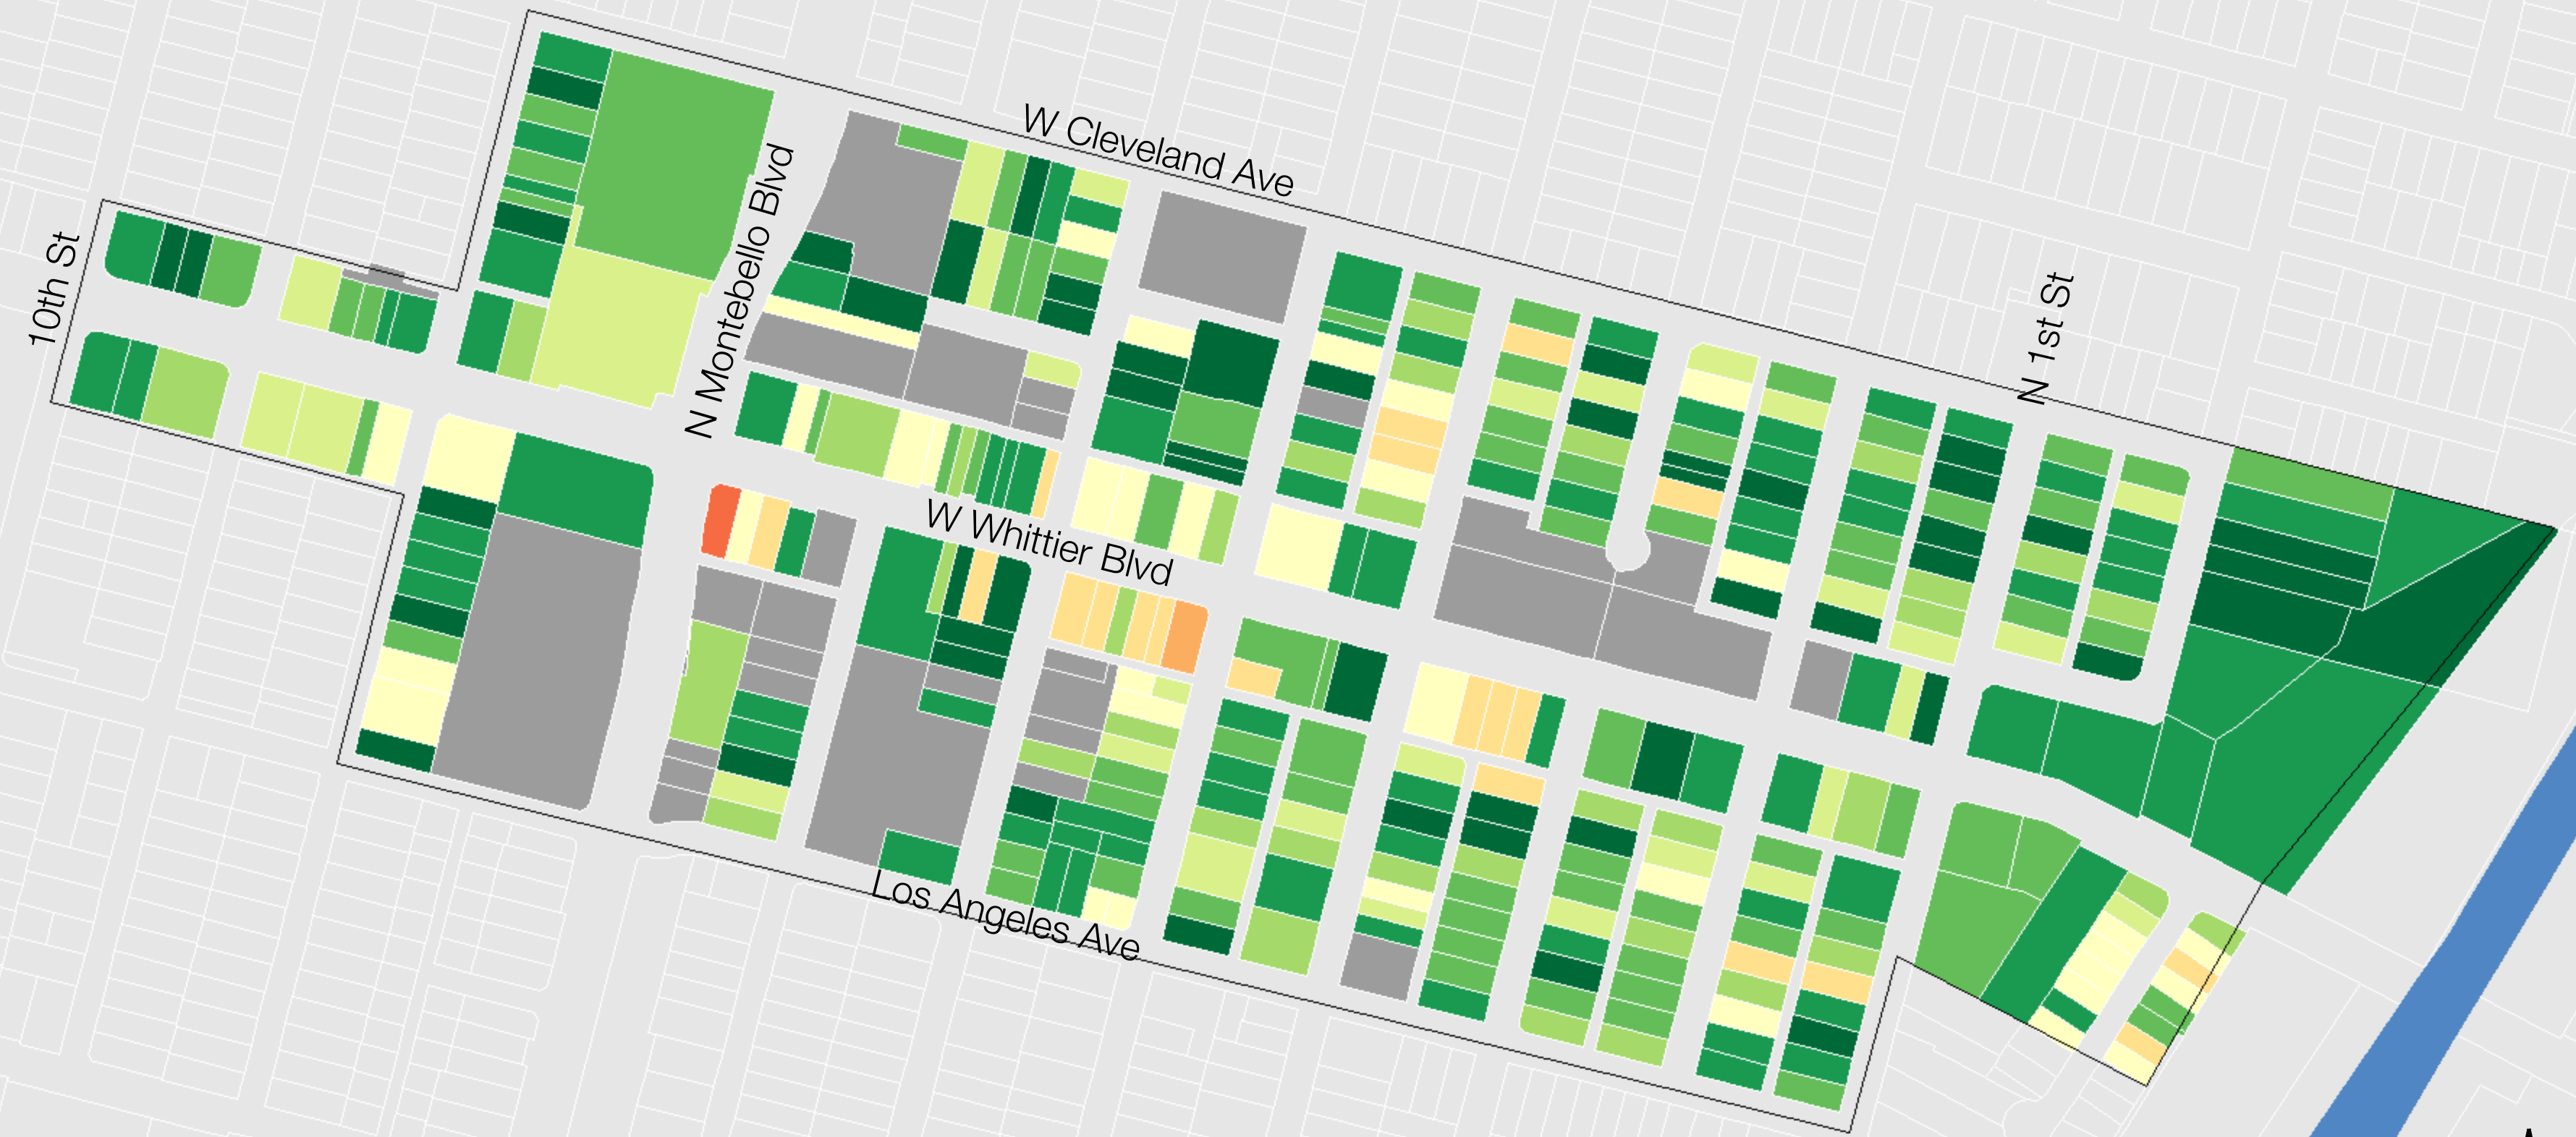 W Cleveland Ave
N Montebello Blvd
10th St
N 1st St
W Whittier Blvd
Los Angeles Ave